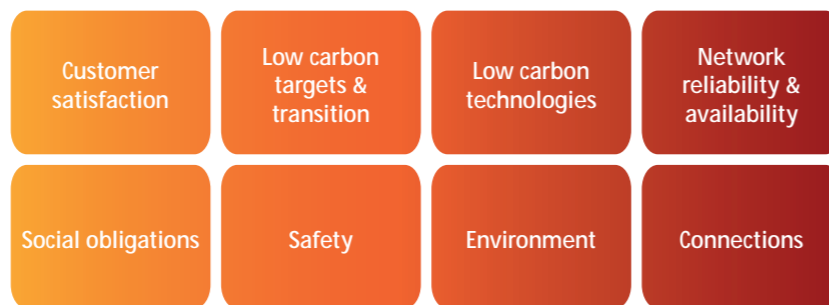 Customer
satisfaction
Low carbon
targets &
transition
Low carbon
technologies
Network
reliability &
availability
Social obligations
Safety
Environment
Connections